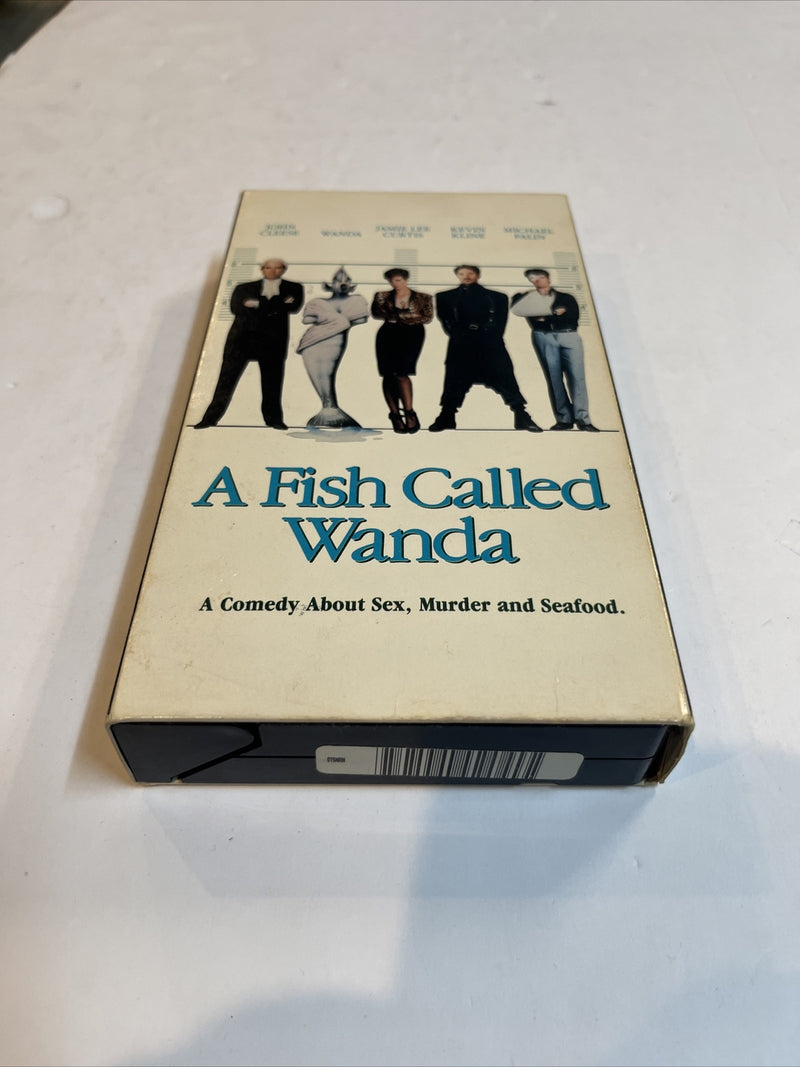 JOHN
CLEESE
WANDA
JAMIE LEE
CURTIS
KEVIN
KLINE
MICHAEL
PALIN
A Fish Called
Wanda
A Comedy About Sex, Murder and Seafood.